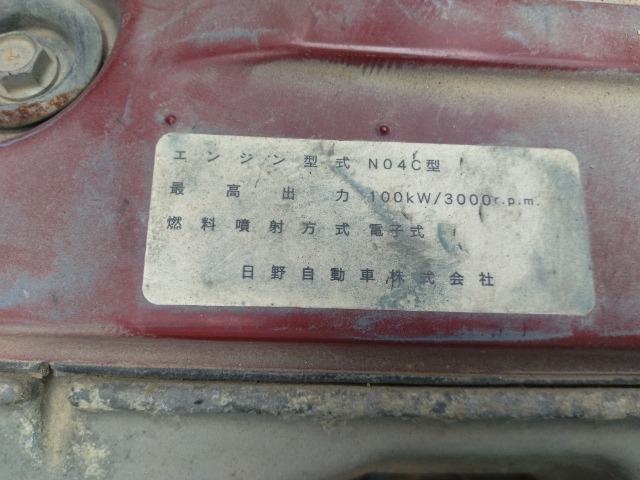 エンジン型式 N04C型
最高出力 100kW/3000r.p.m.
燃料噴射方式 電子式
日野自動車株式会社